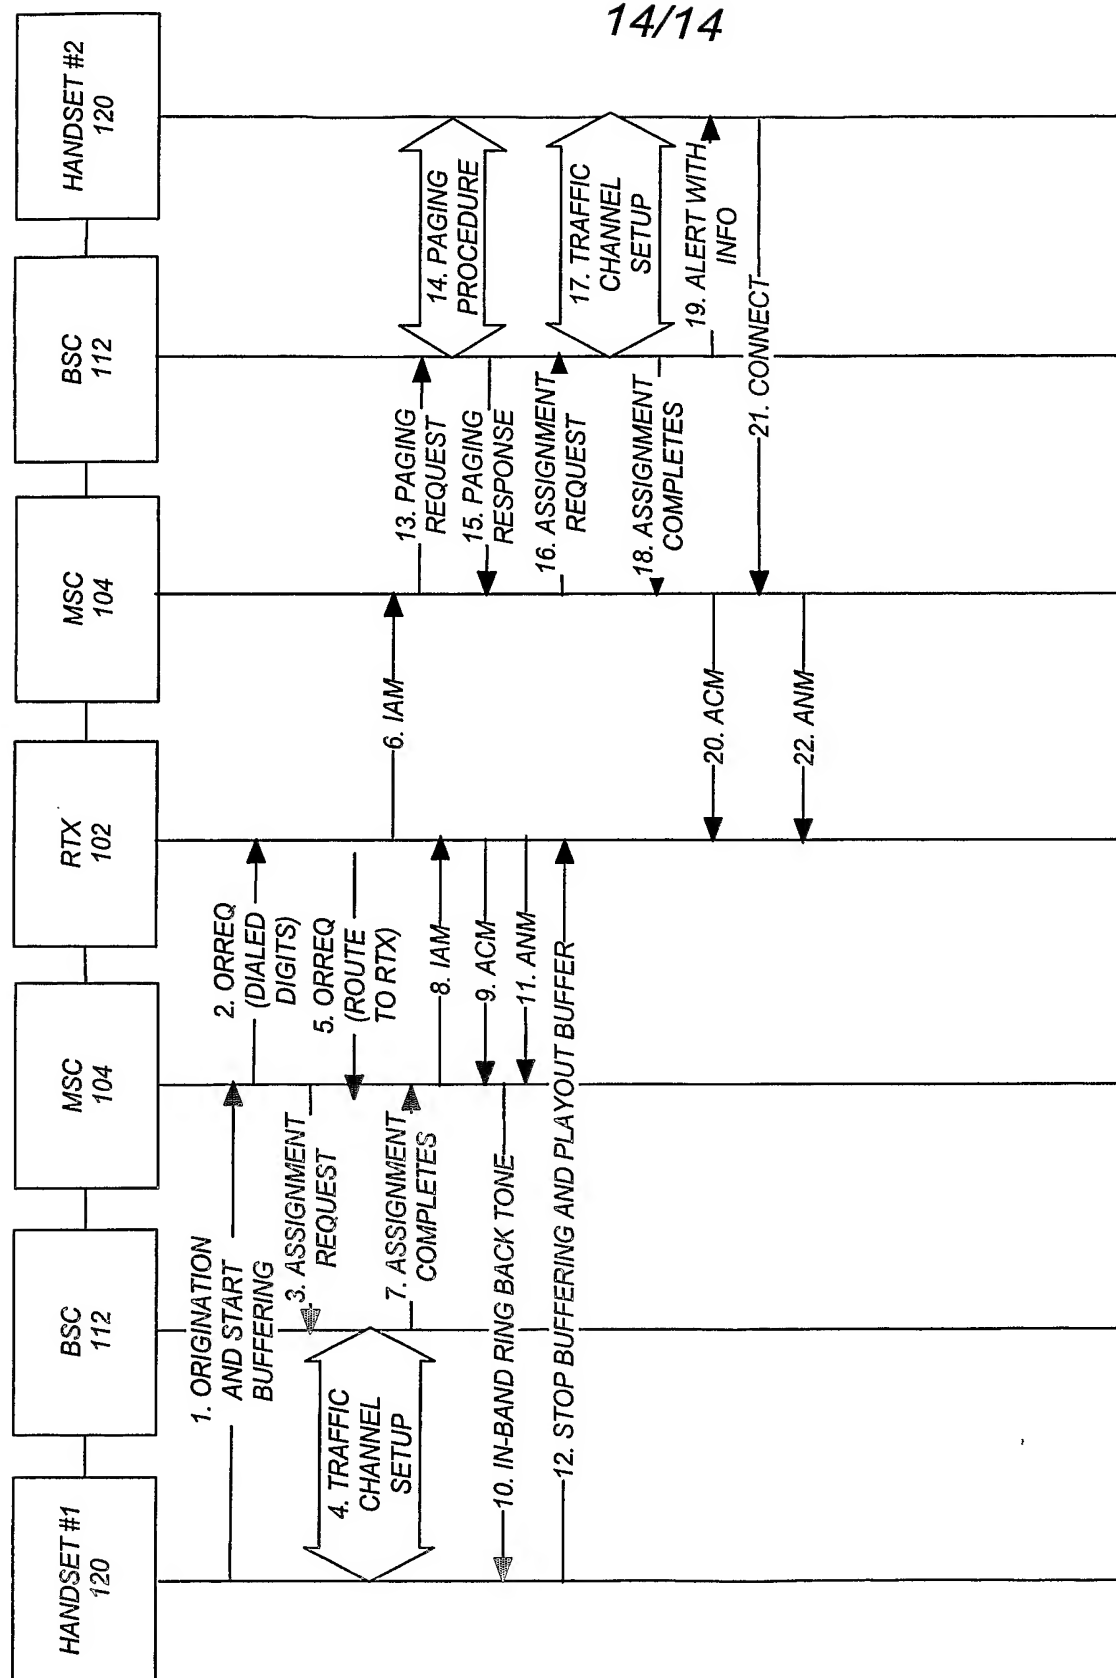 14/14
HANDSET #1
120
BSC
112
MSC
104
RTX
102
MSC
104
BSC
112
HANDSET #2
120
1. ORIGINATION
AND START
BUFFERING
2. ORREQ
(DIALED
DIGITS)
3. ASSIGNMENT
REQUEST
4. TRAFFIC
CHANNEL
SETUP
5. ORREQ
(ROUTE
TO RTX)
6. IAM
7. ASSIGNMENT
COMPLETES
8. IAM
9. ACM
10. IN-BAND RING BACK TONE
11. ANM
12. STOP BUFFERING AND PLAYOUT BUFFER
13. PAGING
REQUEST
14. PAGING
PROCEDURE
15. PAGING
RESPONSE
16. ASSIGNMENT
REQUEST
17. TRAFFIC
CHANNEL
SETUP
18. ASSIGNMENT
COMPLETES
19. ALERT WITH
INFO
20. ACM
21. CONNECT
22. ANM